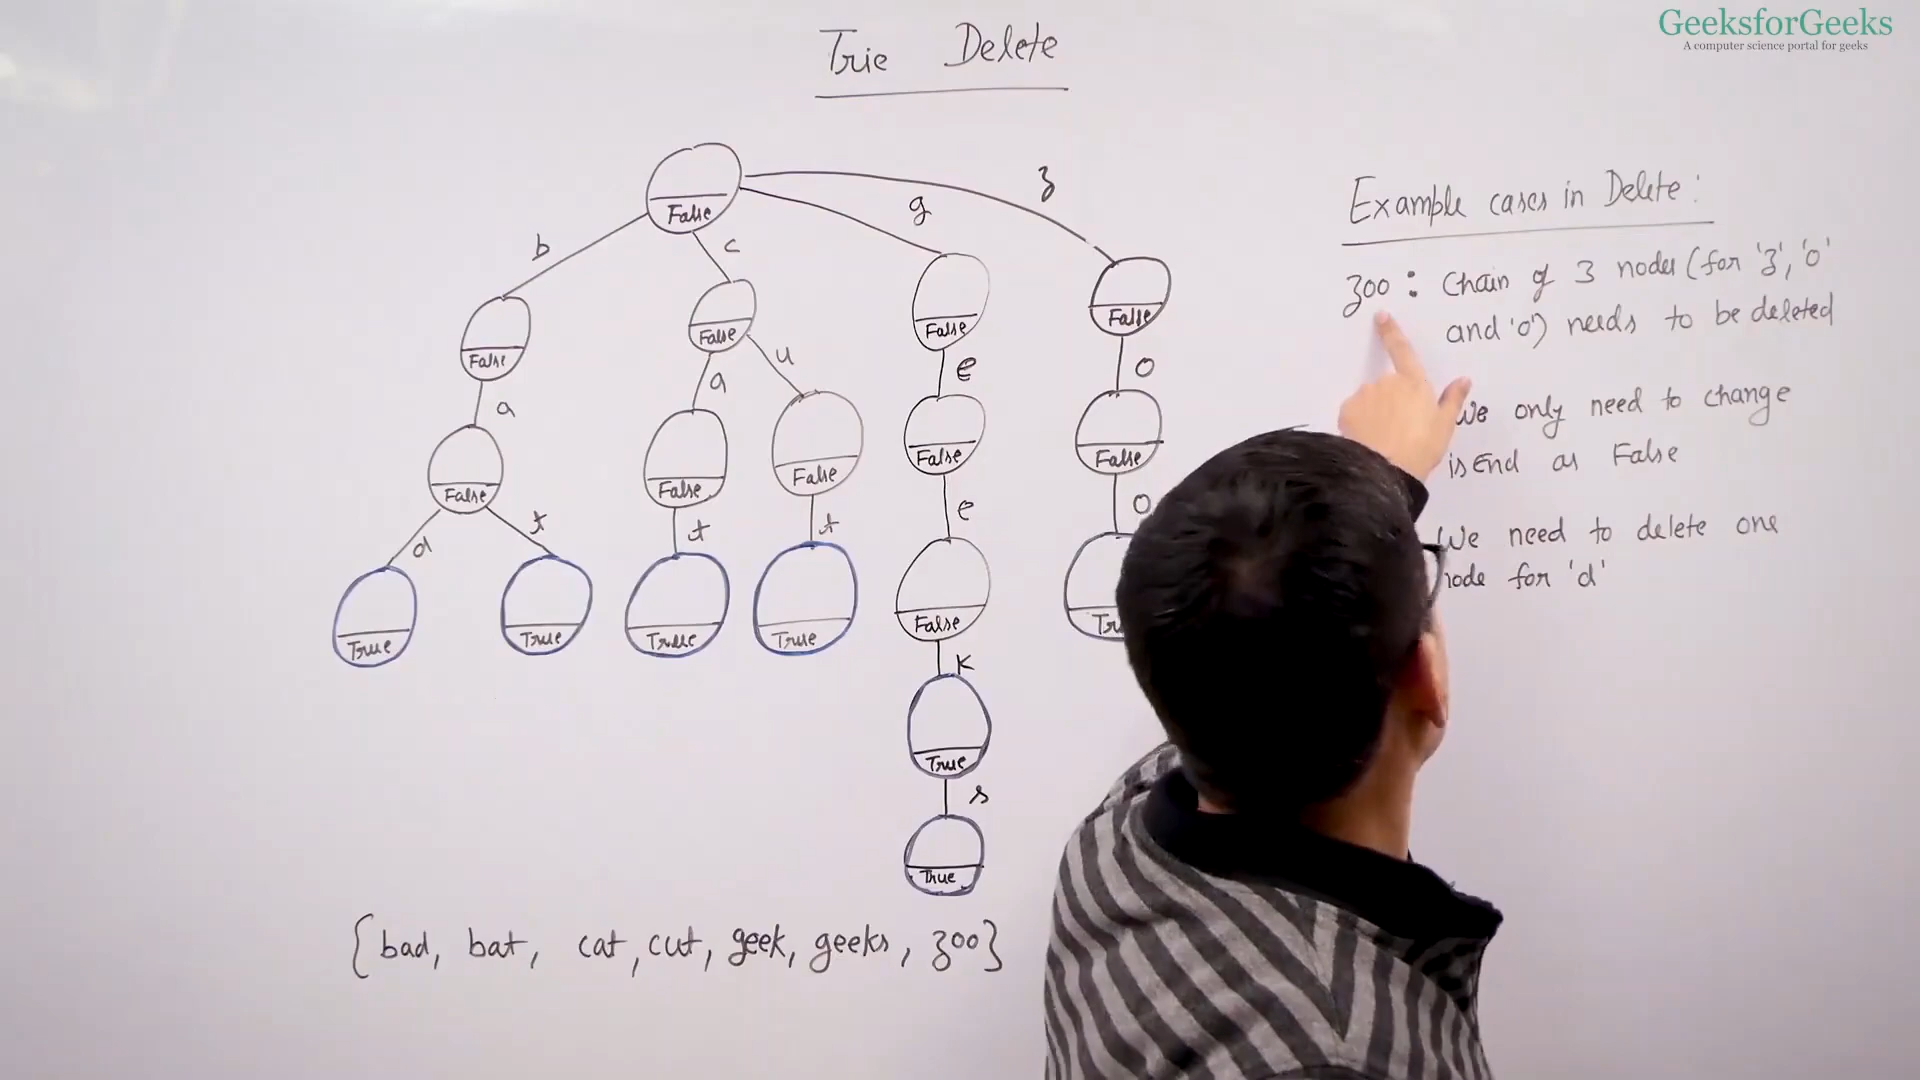 GeeksforGeeks
A computer science portal for geeks
Trie Delete
False
b
c
g
z
False
False
False
False
a
a
u
e
o
False
False
False
False
False
d
t
t
t
e
o
True
True
True
True
False
k
True
s
True
{bad, bat, cat, cut, geek, geeks, zoo}
Example cases in Delete:
zoo: Chain of 3 nodes (for 'z', 'o'
and 'o') needs to be deleted
We only need to change
isEnd as False
We need to delete one
node for 'd'